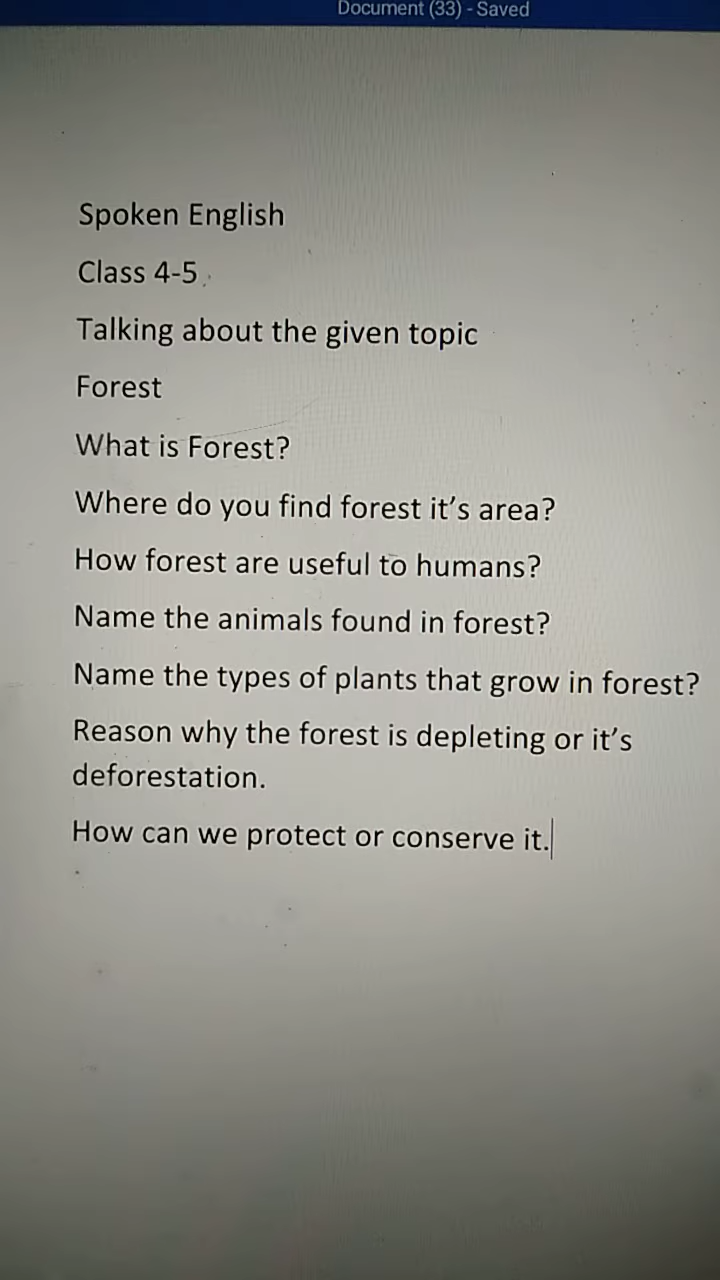 Document (33) - Saved
Spoken English
Class 4-5
Talking about the given topic
Forest
What is Forest?
Where do you find forest it's area?
How forest are useful to humans?
Name the animals found in forest?
Name the types of plants that grow in forest?
Reason why the forest is depleting or it's
deforestation.
How can we protect or conserve it.